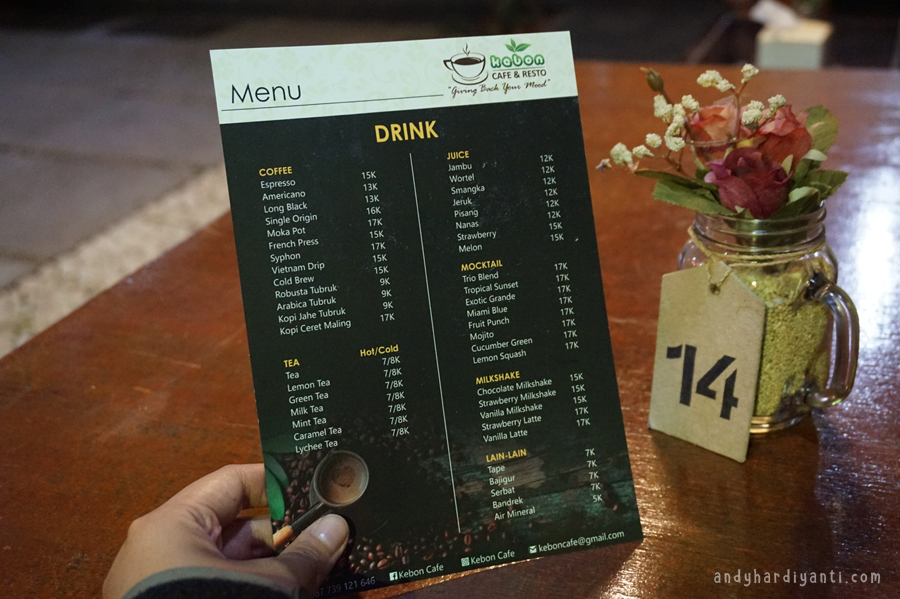 Menu
kebon
CAFE & RESTO
"Giving Back Your Mood"
DRINK
COFFEE
Espresso 15K
Americano 13K
Long Black 13K
Single Origin 16K
Moka Pot 17K
French Press 15K
Syphon 17K
Vietnam Drip 15K
Cold Brew 15K
Robusta Tubruk 9K
Arabica Tubruk 9K
Kopi Jahe Tubruk 9K
Kopi Ceret Maling 17K
TEA Hot/Cold
Tea 7/8K
Lemon Tea 7/8K
Green Tea 7/8K
Milk Tea 7/8K
Mint Tea 7/8K
Caramel Tea 7/8K
Lychee Tea 7/8K
JUICE
Jambu 12K
Wortel 12K
Smangka 12K
Jeruk 12K
Pisang 12K
Nanas 12K
Strawberry 15K
Melon 15K
MOCKTAIL
Trio Blend 17K
Tropical Sunset 17K
Exotic Grande 17K
Miami Blue 17K
Fruit Punch 17K
Mojito 17K
Cucumber Green 17K
Lemon Squash 17K
MILKSHAKE
Chocolate Milkshake 15K
Strawberry Milkshake 15K
Vanilla Milkshake 15K
Strawberry Latte 17K
Vanilla Latte 17K
LAIN-LAIN
Tape 7K
Bajigur 7K
Serbat 7K
Bandrek 7K
Air Mineral 5K
739 121 646 Kebon Cafe Kebon Cafe keboncafe@gmail.com
14
andyhardiyanti.com